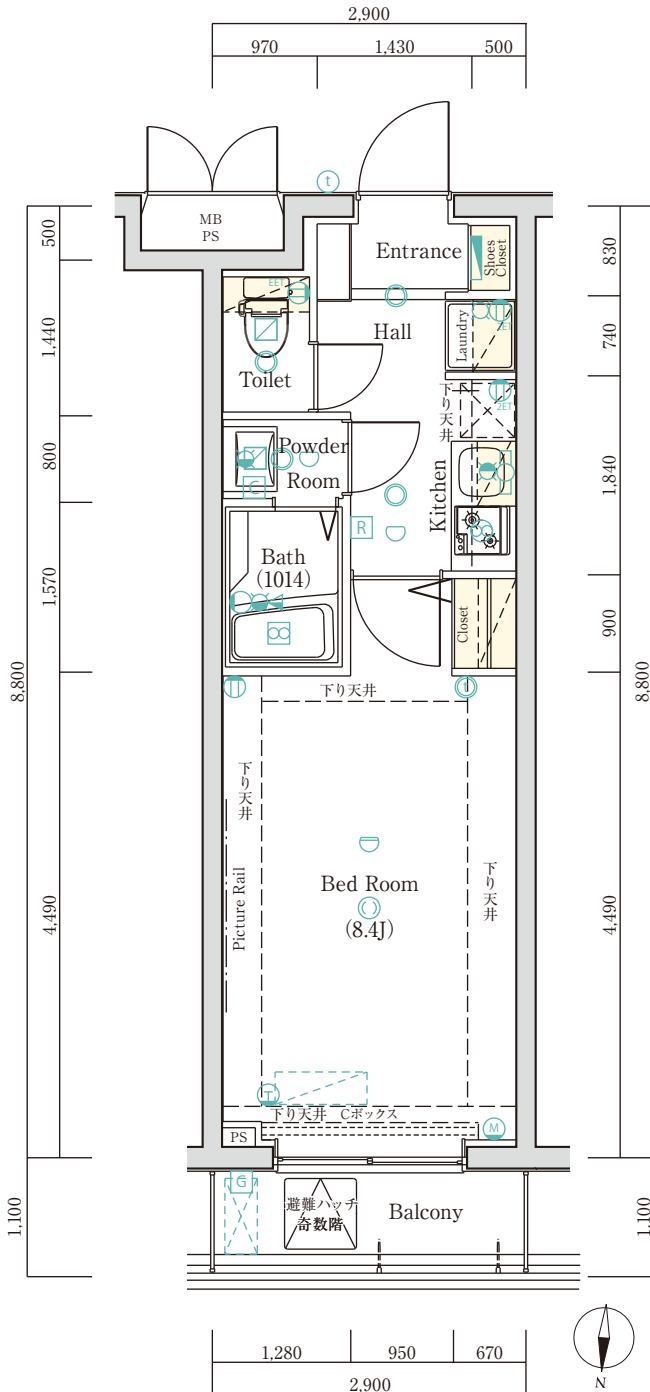 2,900
970
1,430
500
t
MB
PS
500
830
Entrance
Shoes
Closet
EET
2ET
1,440
740
Hall
Laundry
Toilet
下り天井
2ET
800
1,840
Powder
Room
Kitchen
C
R
Bath
(1014)
1,570
900
Closet
8,800
8,800
下り天井
t
下り天井
下り天井
Picture Rail
Bed Room
(8.4J)
4,490
4,490
T
下り天井 Cボックス
PS
M
G
避難ハッチ
奇数階
Balcony
1,100
1,100
1,280
950
670
2,900
N